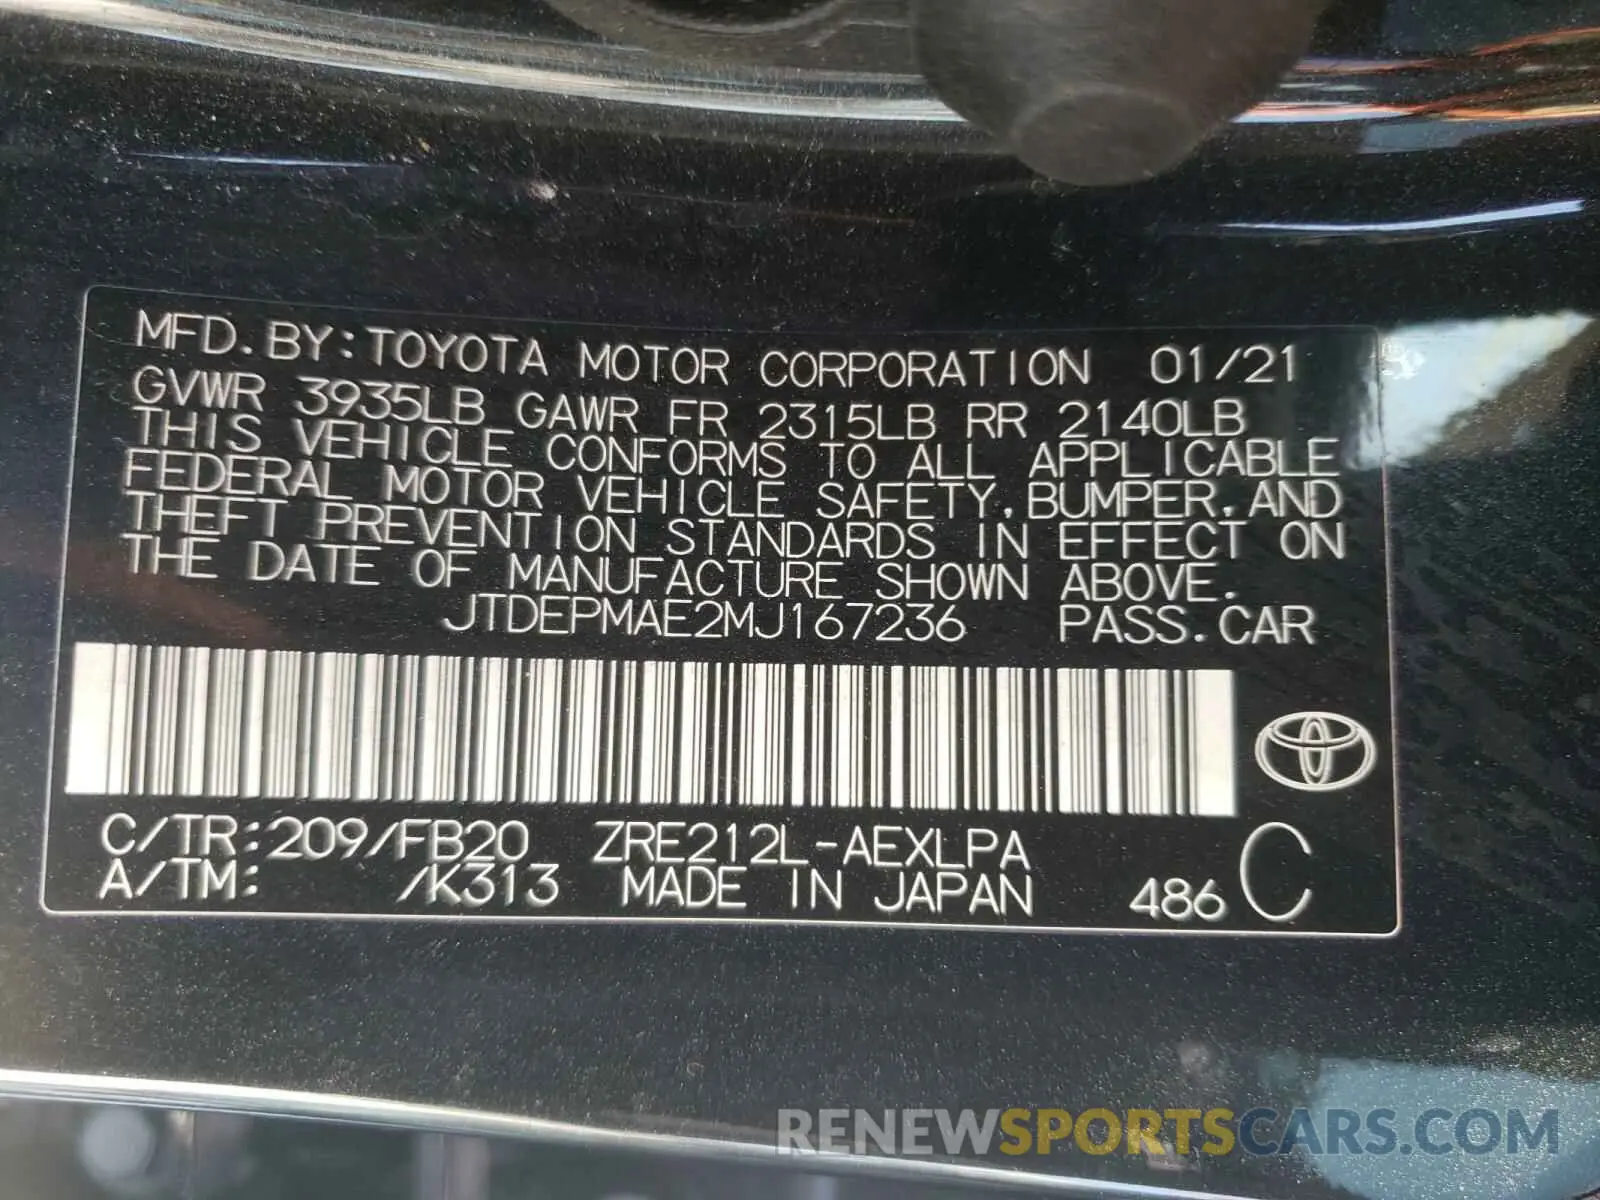 MFD.BY:TOYOTA MOTOR CORPORATION 01/21
GVWR 3935LB GAWR FR 2315LB RR 2140LB
THIS VEHICLE CONFORMS TO ALL APPLICABLE
FEDERAL MOTOR VEHICLE SAFETY,BUMPER,AND
THEFT PREVENTION STANDARDS IN EFFECT ON
THE DATE OF MANUFACTURE SHOWN ABOVE.
JTDEPMAE2MJ167236 PASS.CAR
C/TR:209/FB20 ZRE212L-AEXLPA
A/TM: /K313 MADE IN JAPAN 486 C
RENEWSPORTSCARS.COM